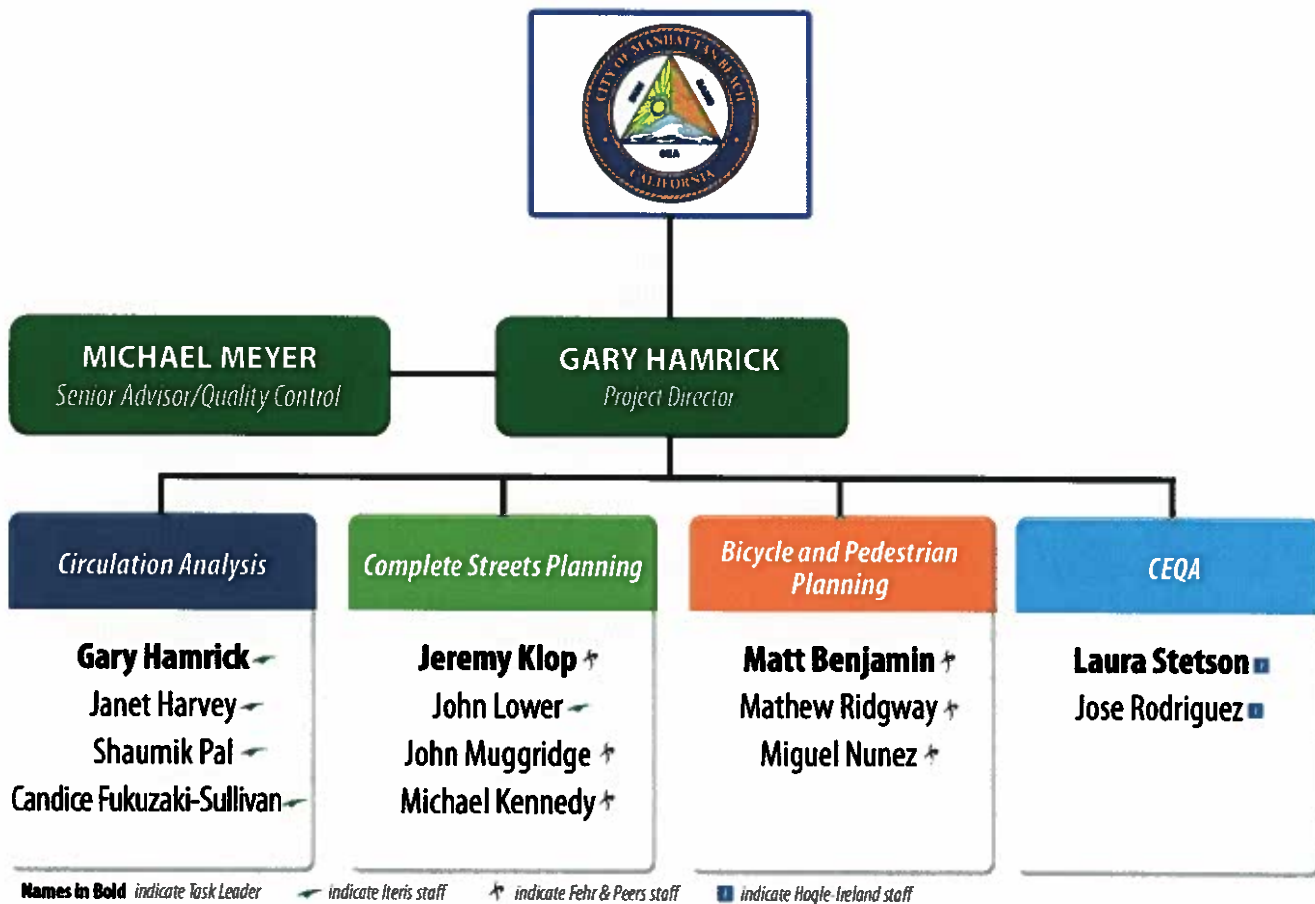 CITY OF MANHATTAN BEACH
SUN
SAND
SEA
CALIFORNIA
MICHAEL MEYER
Senior Advisor/Quality Control
GARY HAMRICK
Project Director
Circulation Analysis
Gary Hamrick
Janet Harvey
Shaumik Pal
Candice Fukuzaki-Sullivan
Complete Streets Planning
Jeremy Klop
John Lower
John Muggridge
Michael Kennedy
Bicycle and Pedestrian
Planning
Matt Benjamin
Mathew Ridgway
Miguel Nunez
CEQA
Laura Stetson
Jose Rodriguez
Names in Bold indicate Task Leader indicate Iteris staff indicate Fehr & Peers staff indicate Hogle-Ireland staff